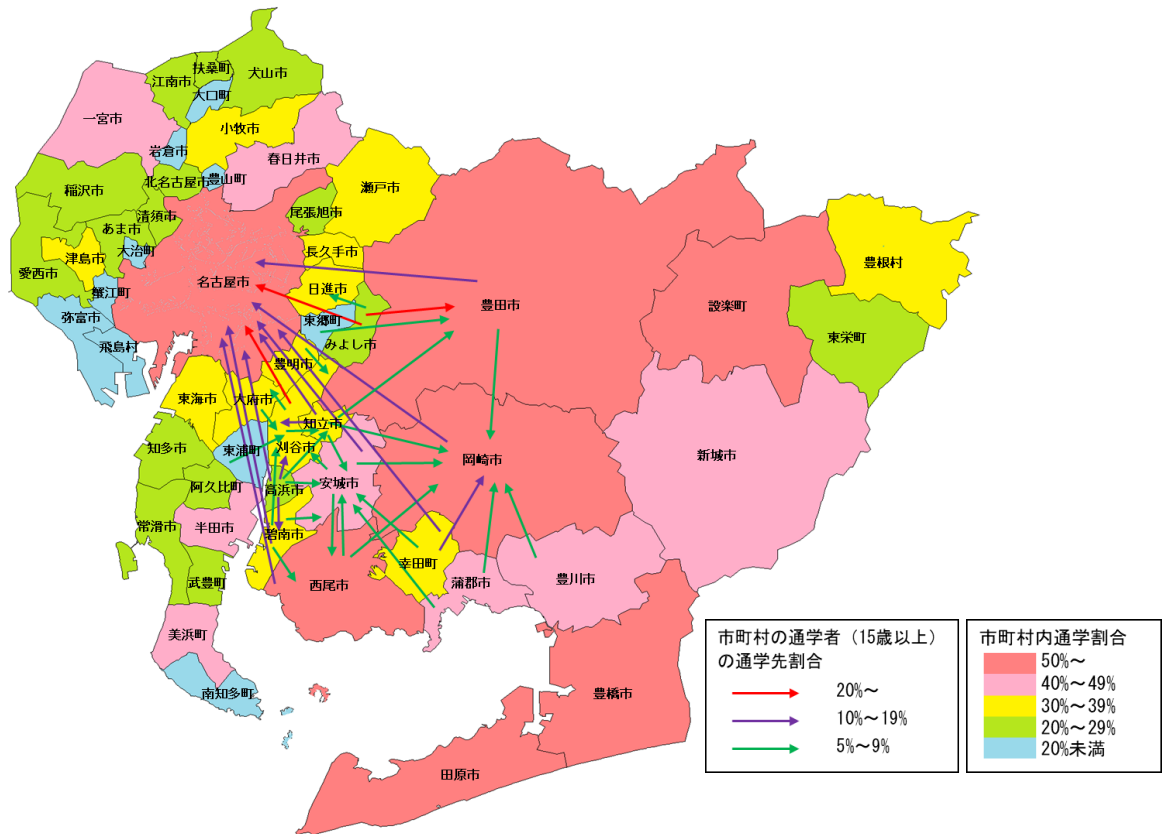 扶桑町
犬山市
江南市
大口町
一宮市
小牧市
岩倉市
春日井市
稲沢市
北名古屋市
豊山町
瀬戸市
尾張旭市
清須市
あま市
大治町
長久手市
津島市
愛西市
名古屋市
日進市
蟹江町
弥富市
東郷町
飛島村
みよし市
豊田市
設楽町
豊根村
東栄町
豊明市
東海市
大府市
知立市
知多市
東浦町
刈谷市
岡崎市
新城市
阿久比町
高浜市
安城市
常滑市
半田市
碧南市
武豊町
西尾市
幸田町
蒲郡市
豊川市
美浜町
南知多町
豊橋市
田原市
市町村の通学者(15歳以上)
の通学先割合
20%~
10%~19%
5%~9%
市町村内通学割合
50%~
40%~49%
30%~39%
20%~29%
20%未満